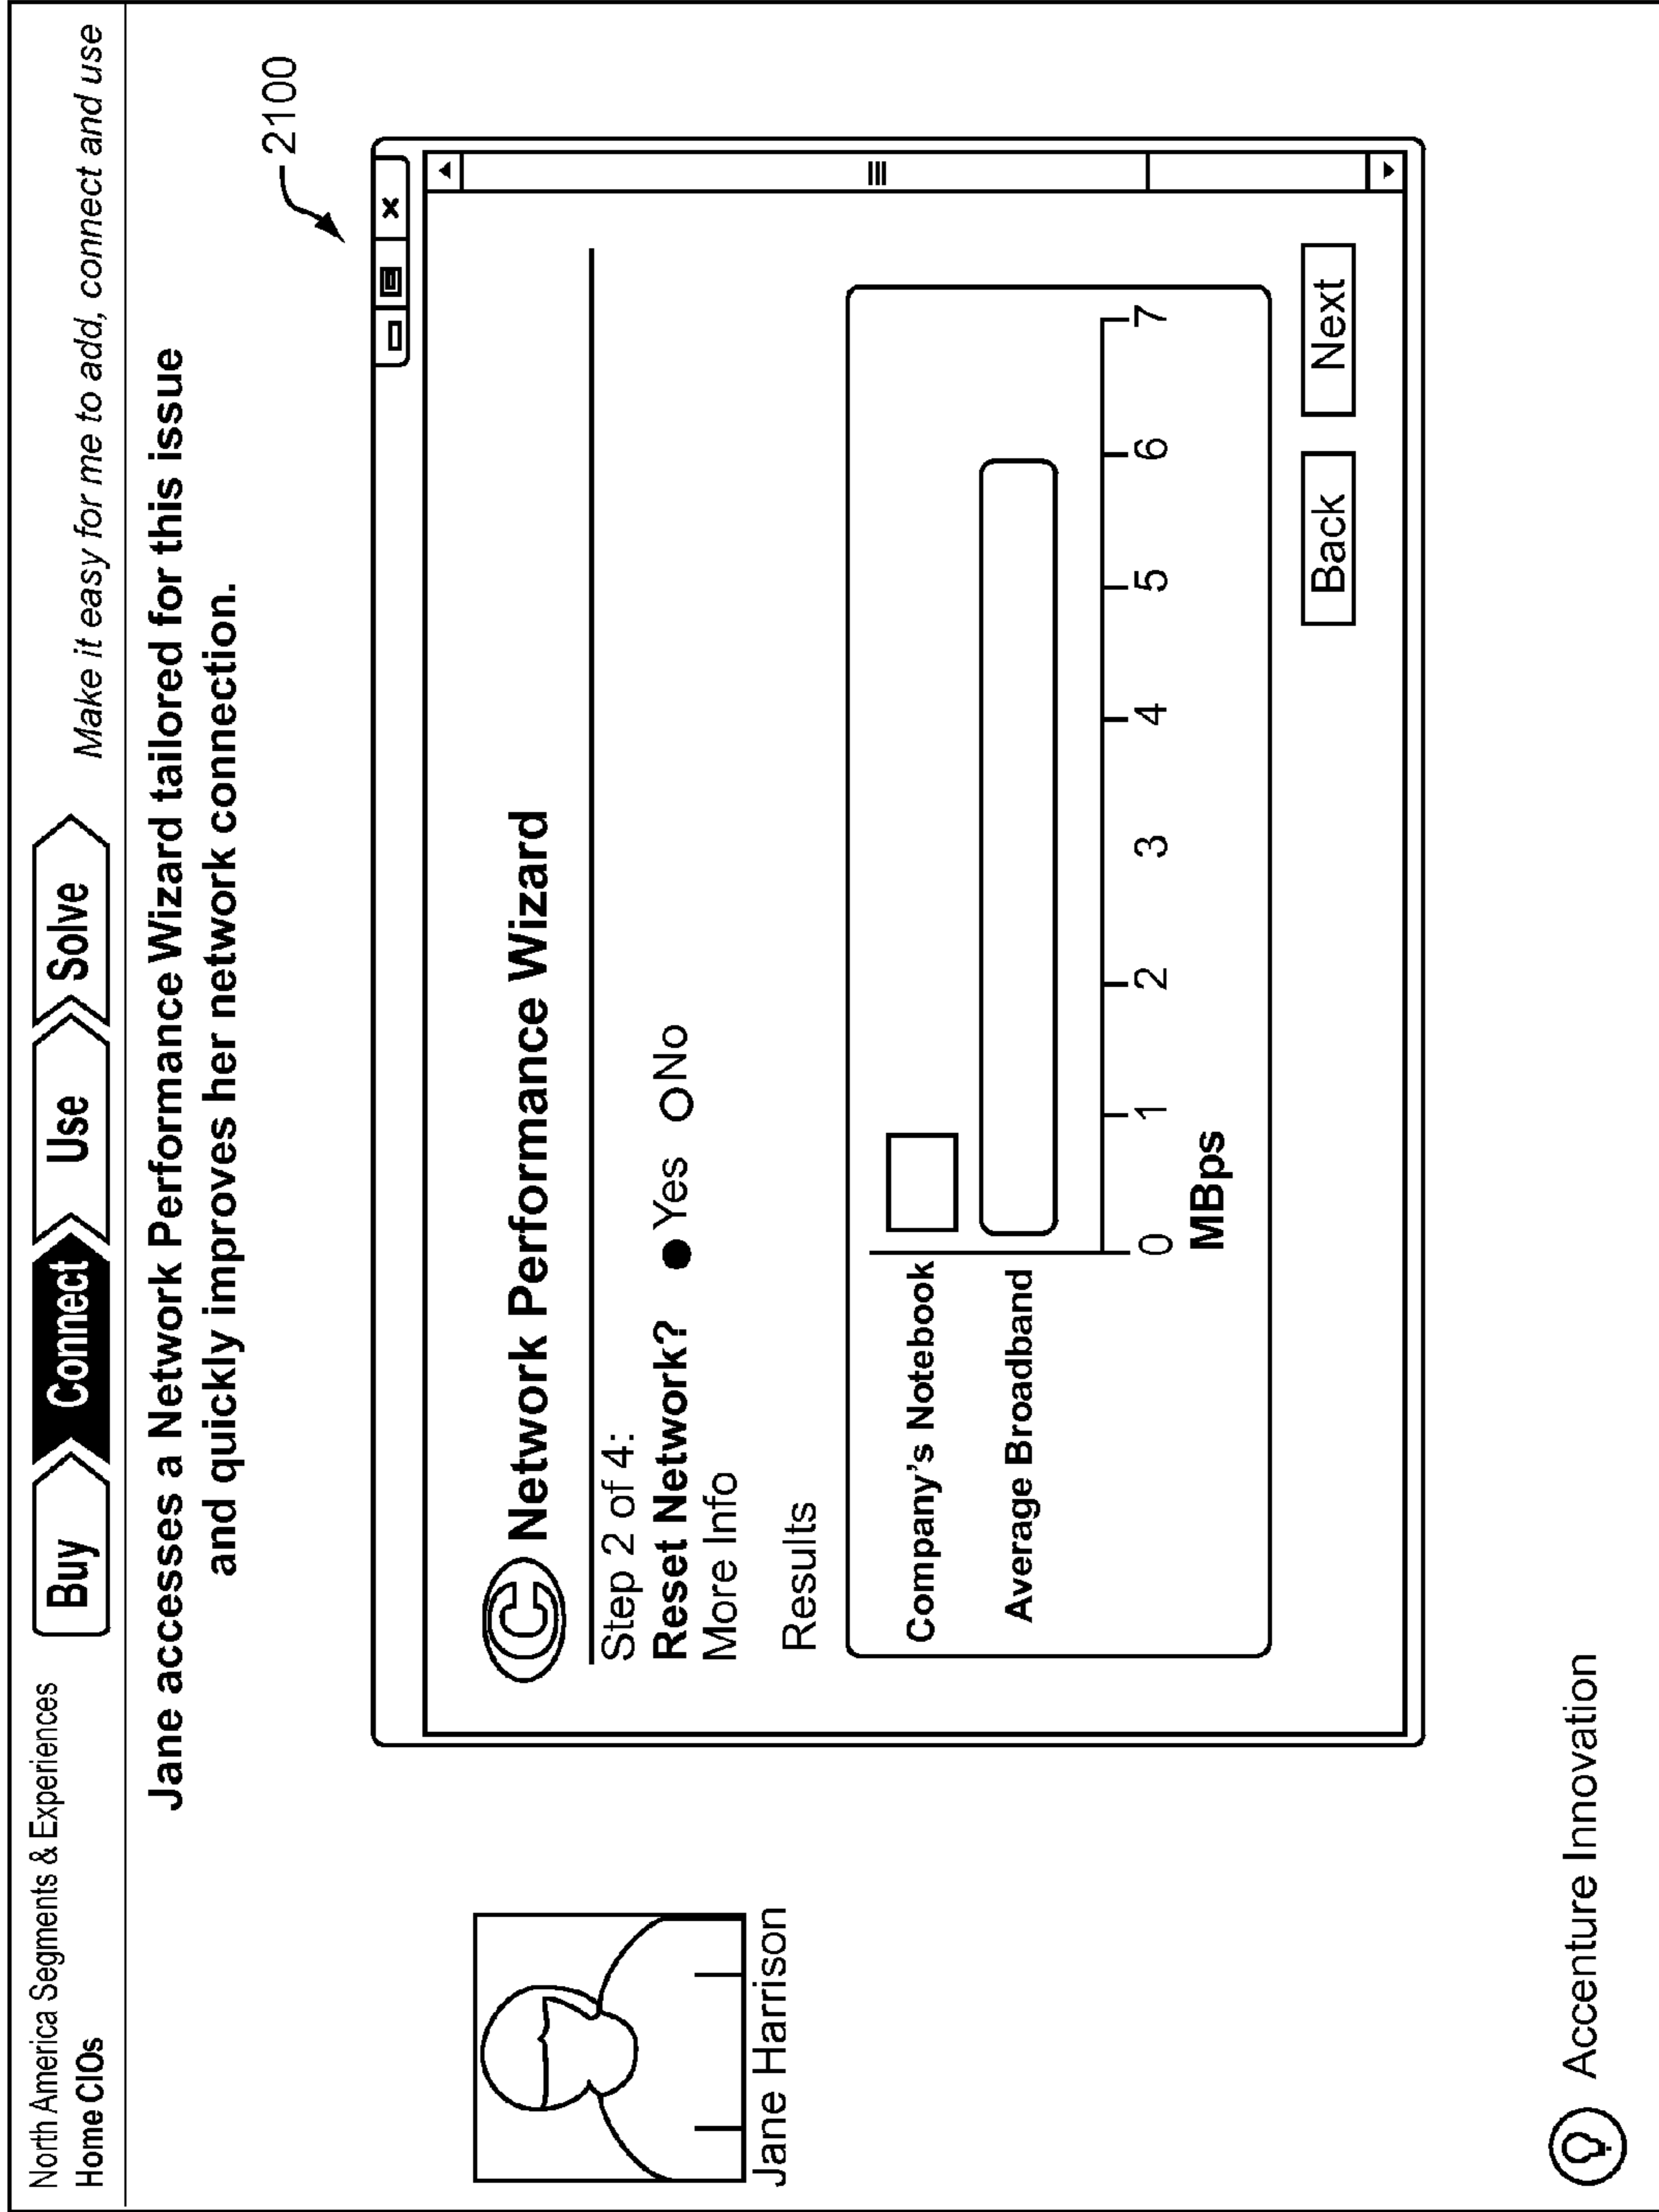 North America Segments & Experiences
Home CIOs
Buy
Connect
Use
Solve
Make it easy for me to add, connect and use
Jane accesses a Network Performance Wizard tailored for this issue
and quickly improves her network connection.
2100
x
C Network Performance Wizard
Step 2 of 4:
Reset Network? Yes No
More Info
Results
Company's Notebook
Average Broadband
0 1 2 3 4 5 6 7
MBps
Back Next
Jane Harrison
Accenture Innovation